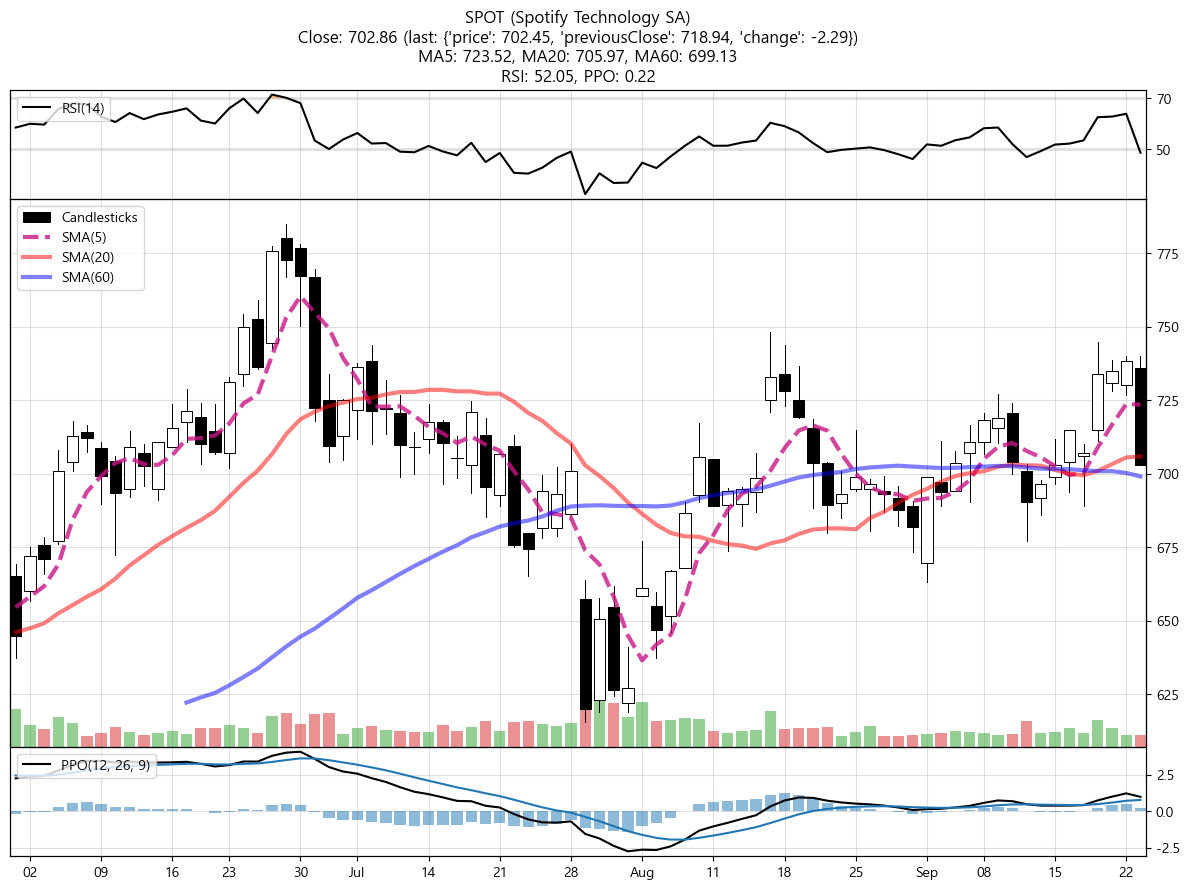 SPOT (Spotify Technology SA)
Close: 702.86 (last: {'price': 702.45, 'previousClose': 718.94, 'change': -2.29})
MA5: 723.52, MA20: 705.97, MA60: 699.13
RSI: 52.05, PPO: 0.22
RSI(14)
70
50
Candlesticks
SMA(5)
SMA(20)
SMA(60)
775
750
725
700
675
650
625
PPO(12, 26, 9)
2.5
0.0
-2.5
02 09 16 23 30 Jul 14 21 28 Aug 11 18 25 Sep 08 15 22